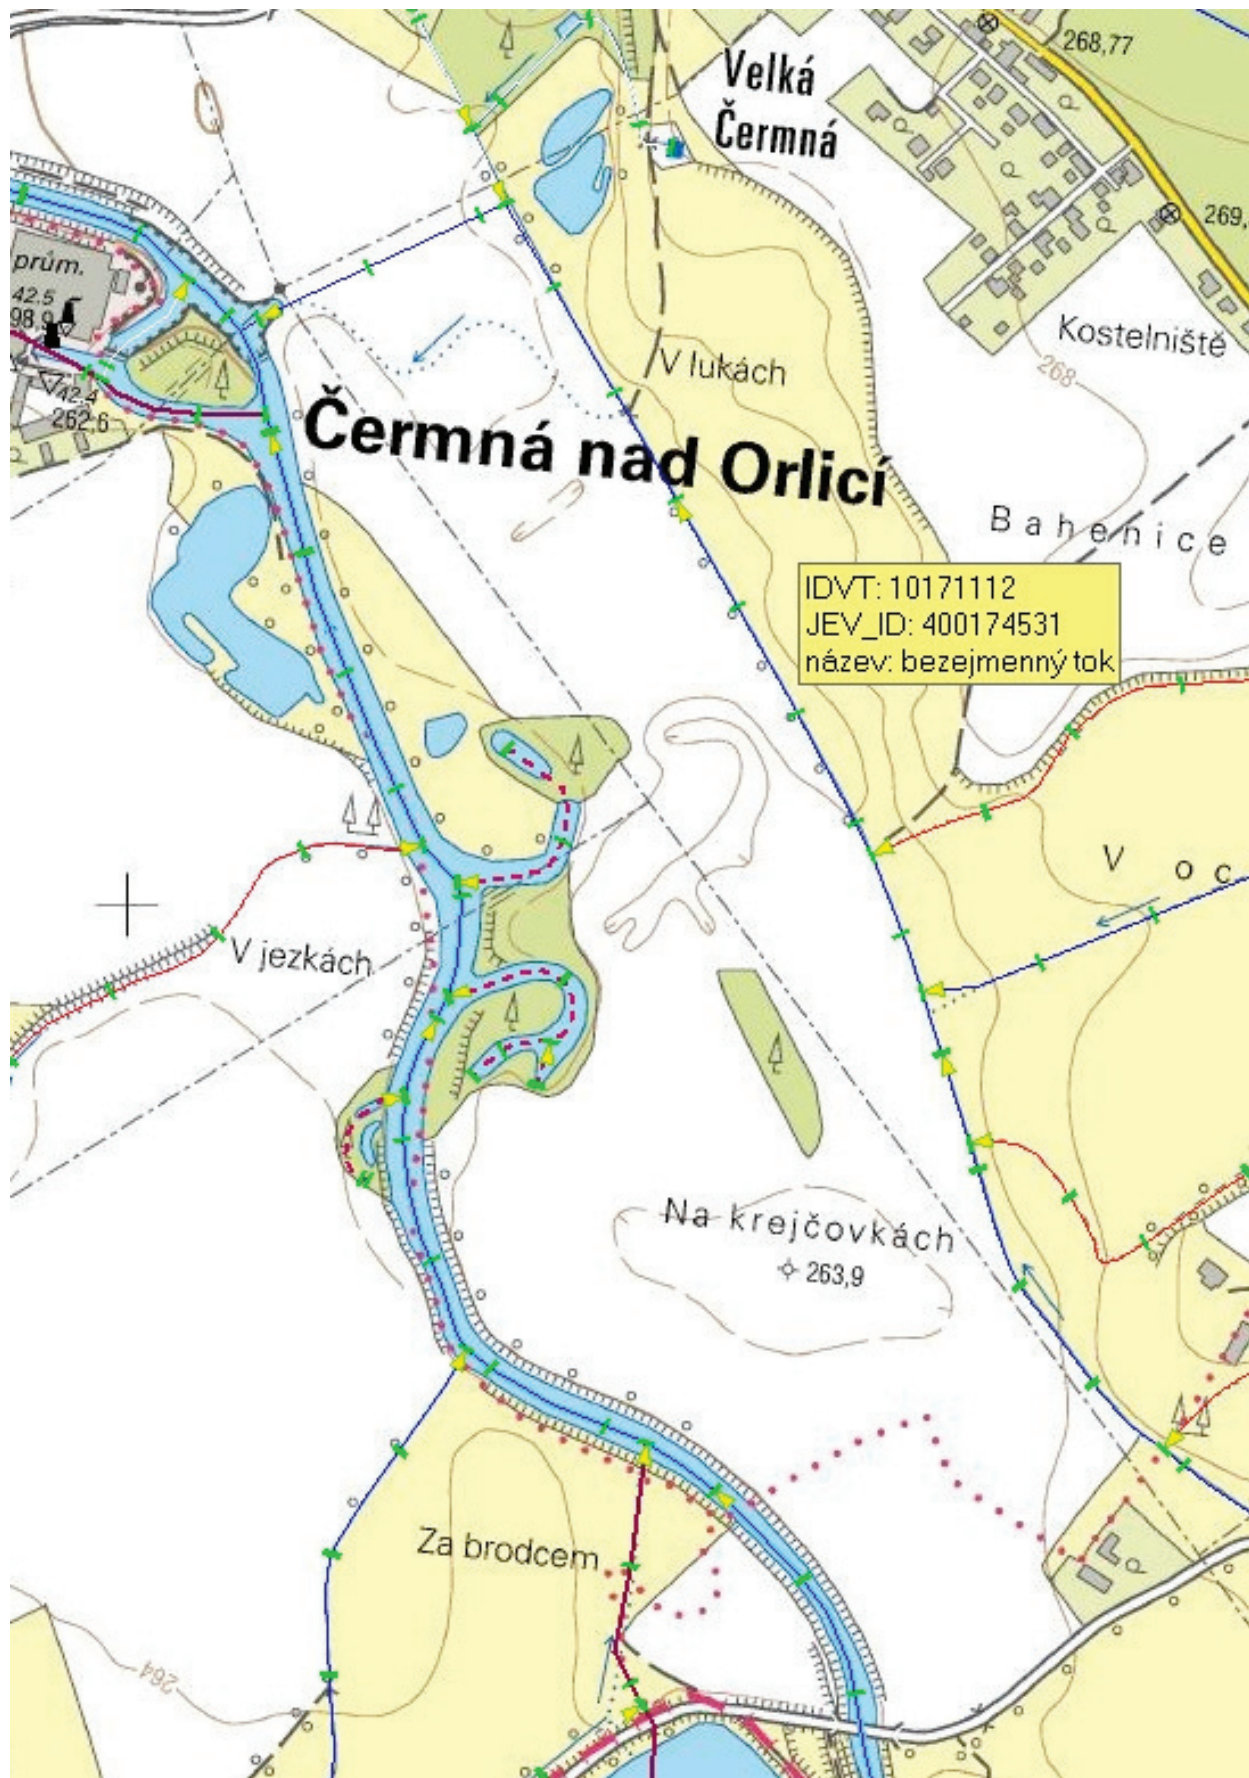 268,77
Velká
Čermná
269,
prům.
42.5
98.9
Kostelniště
268
V lukách
42.4
262,6
Čermná nad Orlicí
Bahenice
IDVT: 10171112
JEV_ID: 400174531
název: bezejmenný tok
V oc
V jezkách
Na krejčovkách
263,9
Za brodcem
264